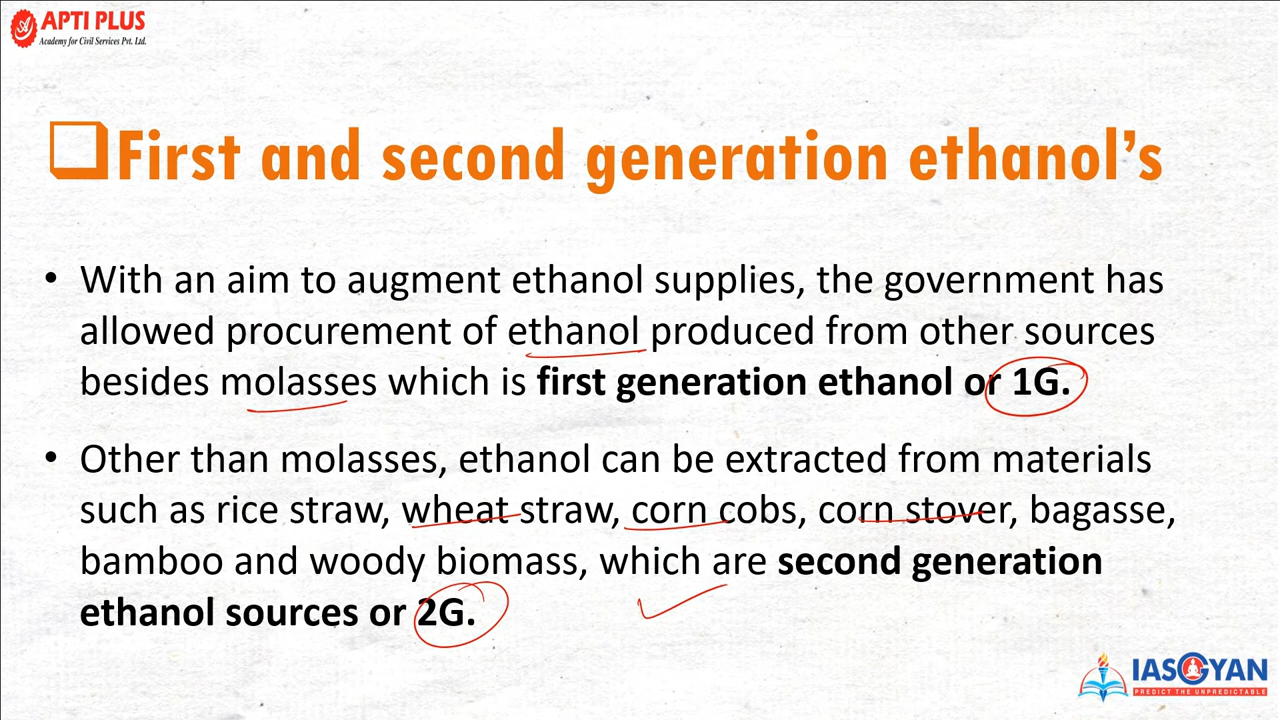 APTI PLUS
Academy for Civil Services Pvt. Ltd.
First and second generation ethanol’s
• With an aim to augment ethanol supplies, the government has
allowed procurement of ethanol produced from other sources
besides molasses which is first generation ethanol or 1G.
• Other than molasses, ethanol can be extracted from materials
such as rice straw, wheat straw, corn cobs, corn stover, bagasse,
bamboo and woody biomass, which are second generation
ethanol sources or 2G.
IASGYAN
PREDICT THE UNPREDICTABLE